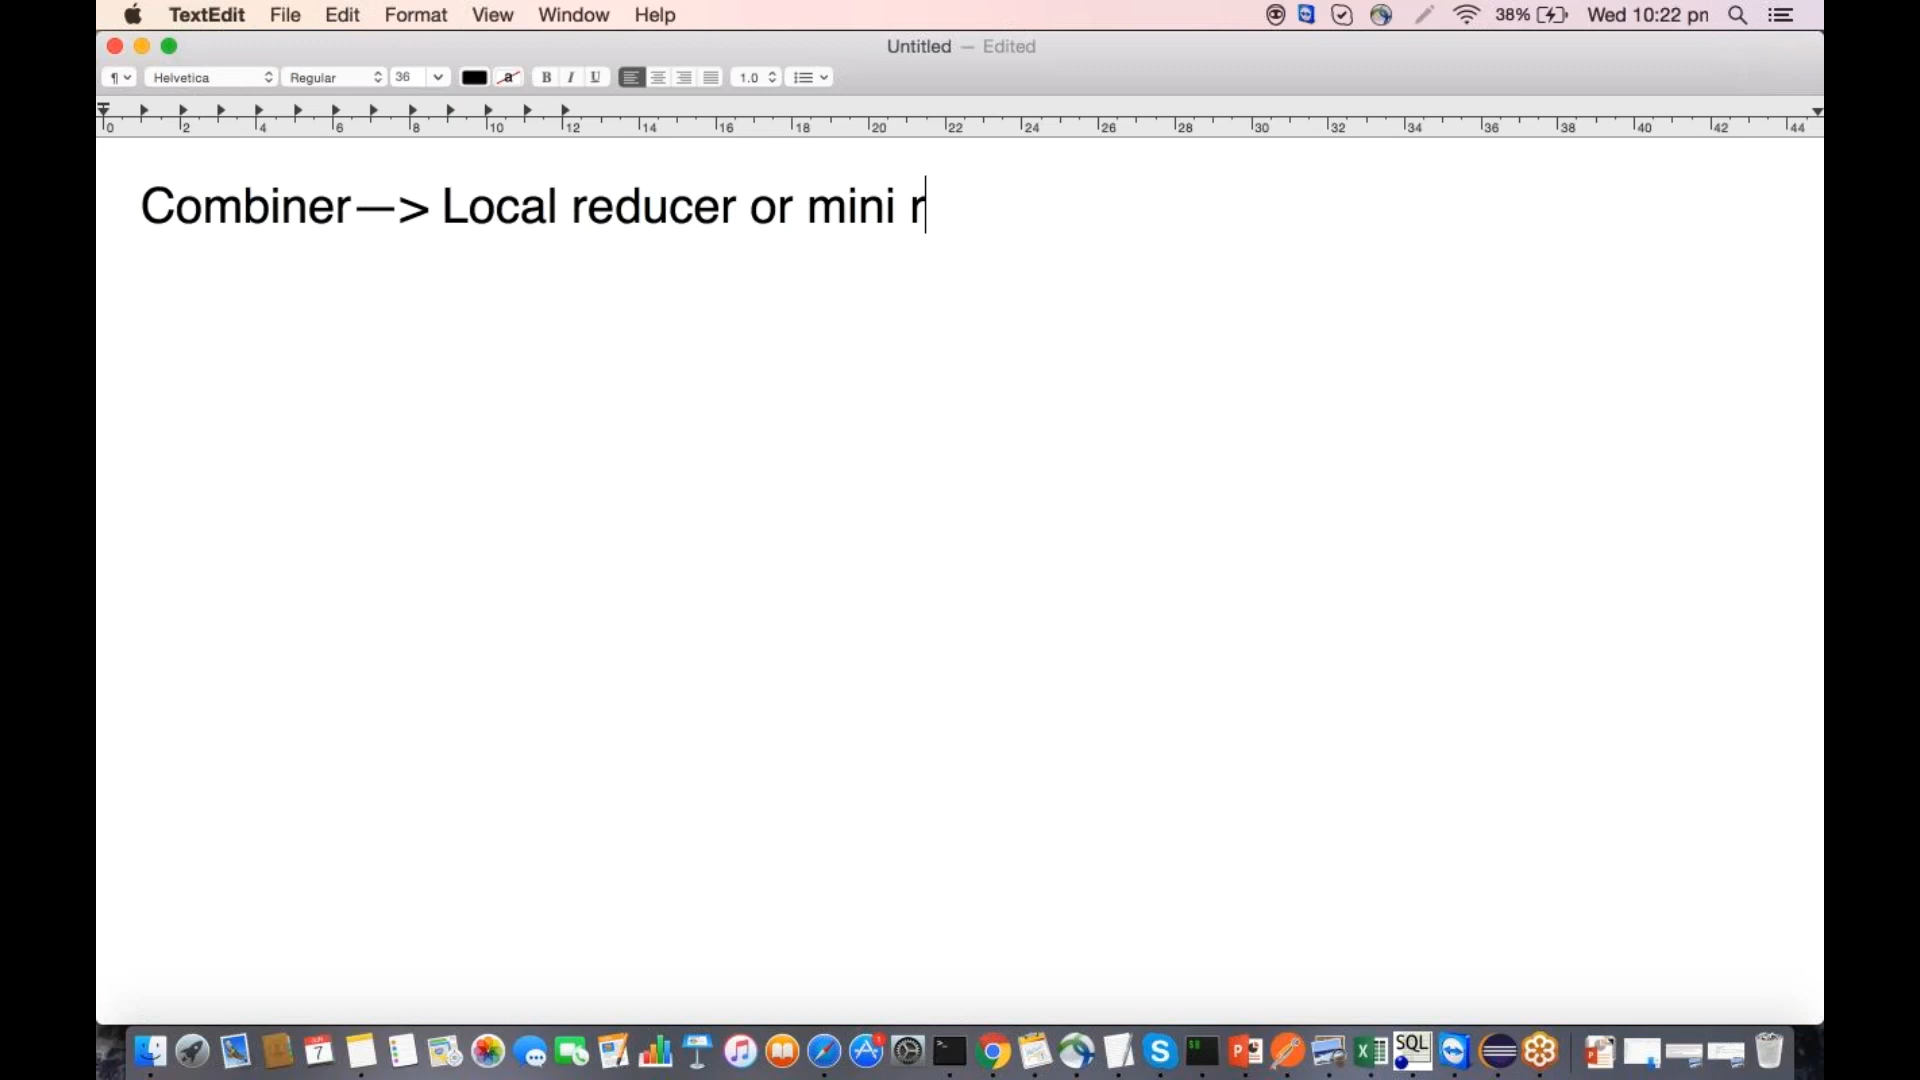 TextEdit File Edit Format View Window Help 38% Wed 10:22 pm
Untitled — Edited
¶ Helvetica Regular 36 a B I U 1.0
0 2 4 6 8 10 12 14 16 18 20 22 24 26 28 30 32 34 36 38 40 42 44
Combiner—> Local reducer or mini r
7 SQL